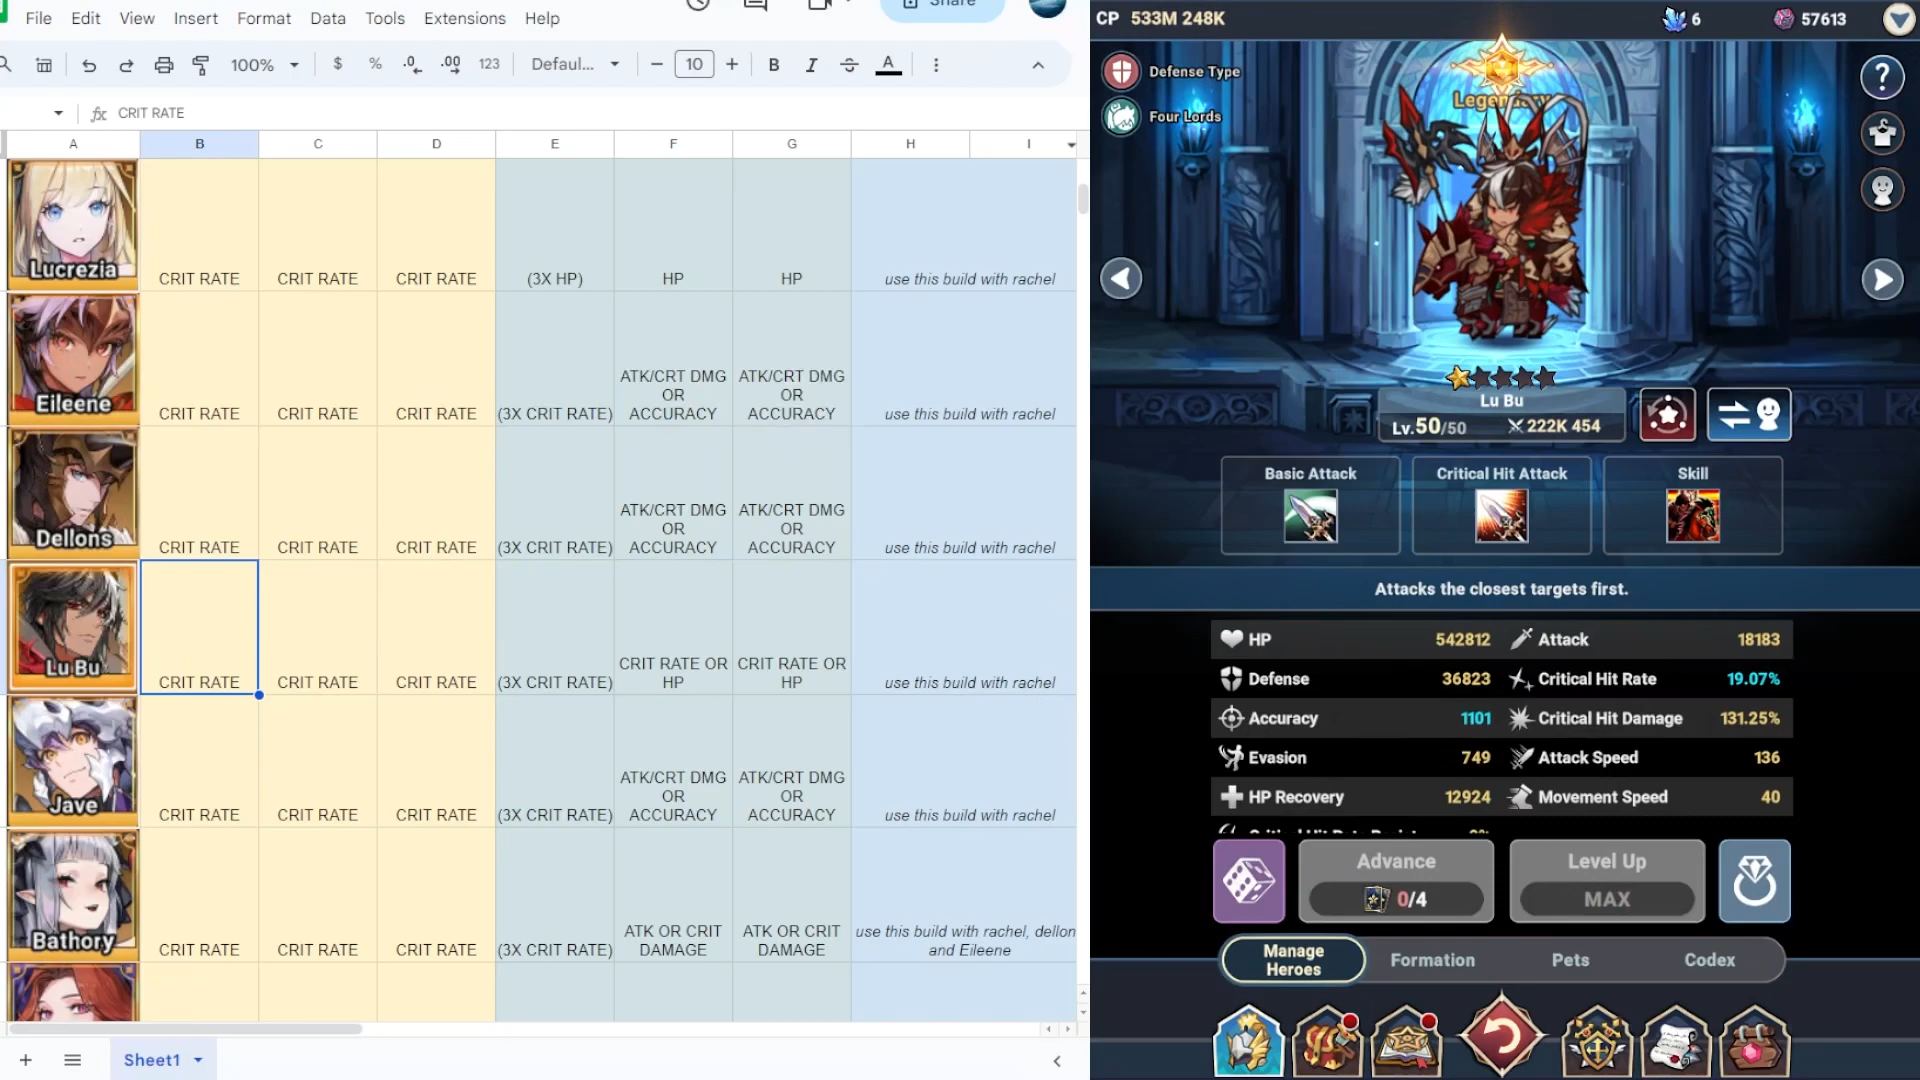 File Edit View Insert Format Data Tools Extensions Help
Share
100% $ % .0 .00 123 Defaul... 10 B I A
fx CRIT RATE
A B C D E F G H I
Lucrezia
CRIT RATE
CRIT RATE
CRIT RATE
(3X HP)
HP
HP
use this build with rachel
Eileene
CRIT RATE
CRIT RATE
CRIT RATE
(3X CRIT RATE)
ATK/CRT DMG
OR
ACCURACY
ATK/CRT DMG
OR
ACCURACY
use this build with rachel
Dellons
CRIT RATE
CRIT RATE
CRIT RATE
(3X CRIT RATE)
ATK/CRT DMG
OR
ACCURACY
ATK/CRT DMG
OR
ACCURACY
use this build with rachel
Lu Bu
CRIT RATE
CRIT RATE
CRIT RATE
(3X CRIT RATE)
CRIT RATE OR
HP
CRIT RATE OR
HP
use this build with rachel
Jave
CRIT RATE
CRIT RATE
CRIT RATE
(3X CRIT RATE)
ATK/CRT DMG
OR
ACCURACY
ATK/CRT DMG
OR
ACCURACY
use this build with rachel
Bathory
CRIT RATE
CRIT RATE
CRIT RATE
(3X CRIT RATE)
ATK OR CRIT
DAMAGE
ATK OR CRIT
DAMAGE
use this build with rachel, dellon
and Eileene
Sheet1
CP 533M 248K
6
57613
Defense Type
Four Lords
Legendary
?
Lu Bu
Lv.50/50 222K 454
Basic Attack
Critical Hit Attack
Skill
Attacks the closest targets first.
HP 542812 Attack 18183
Defense 36823 Critical Hit Rate 19.07%
Accuracy 1101 Critical Hit Damage 131.25%
Evasion 749 Attack Speed 136
HP Recovery 12924 Movement Speed 40
Advance
0/4
Level Up
MAX
Manage
Heroes
Formation
Pets
Codex